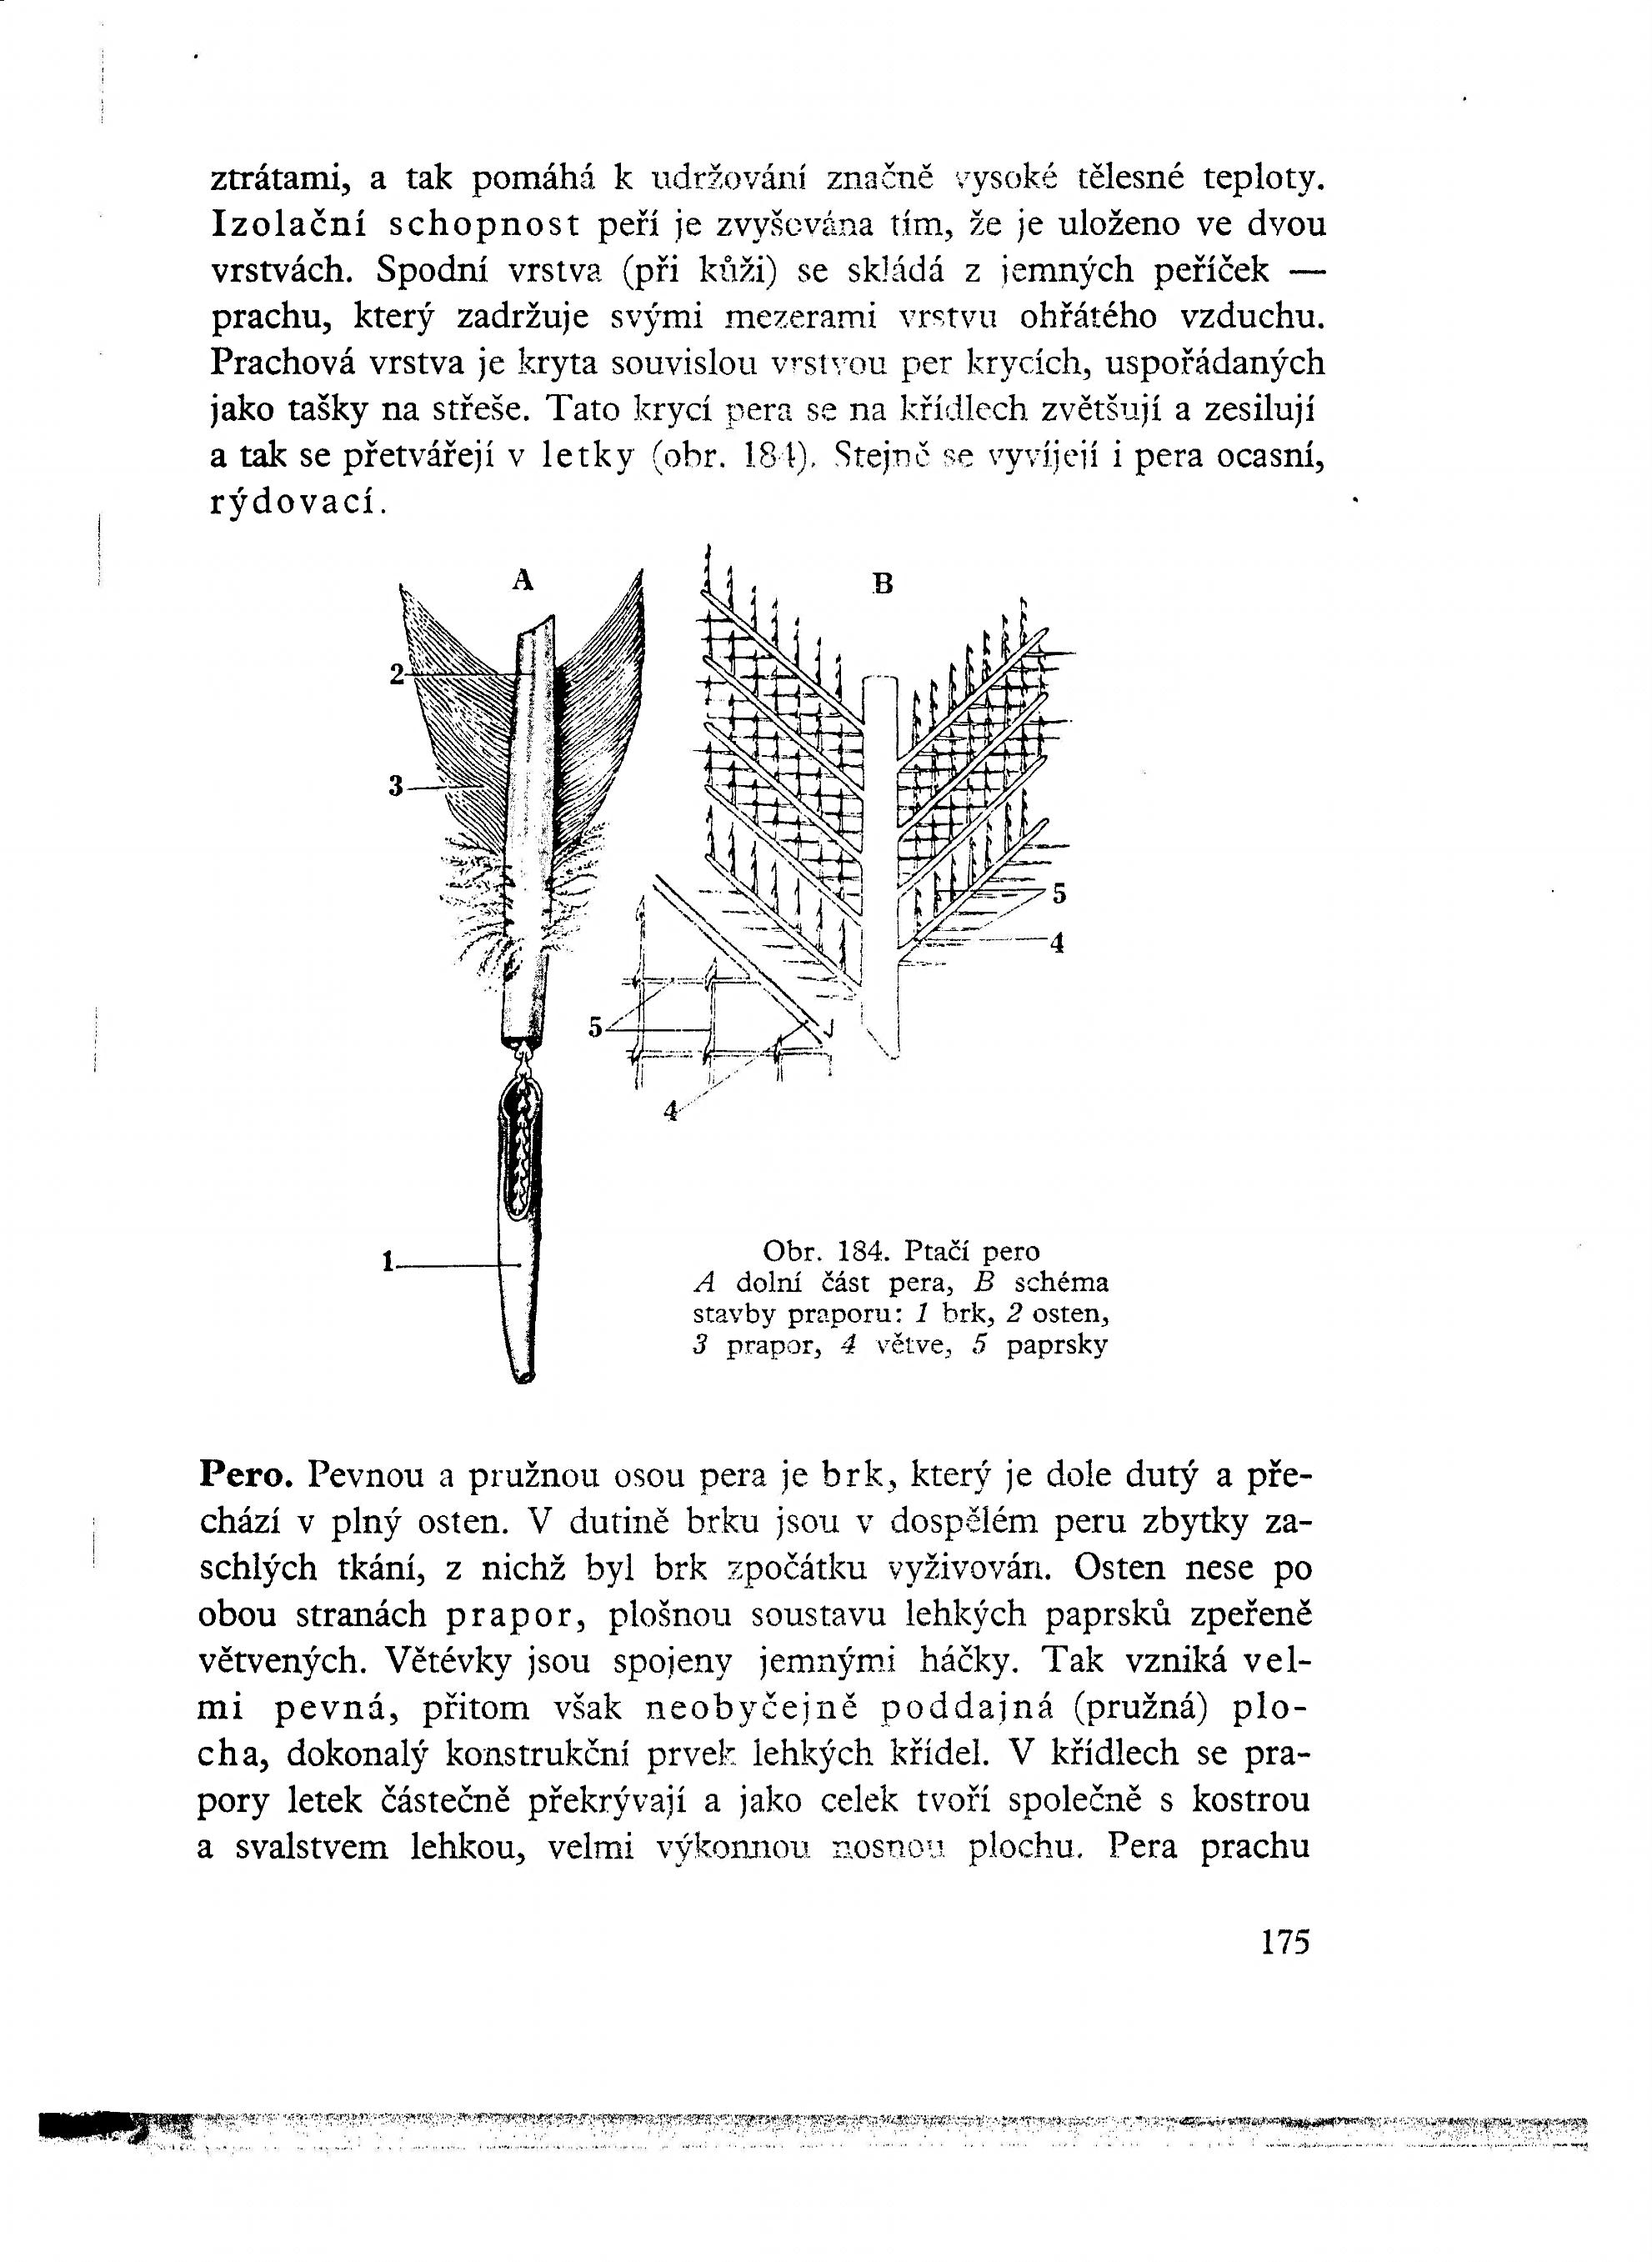 ztrátami, a tak pomáhá k udržování značně vysoké tělesné teploty.
Izolační schopnost peří je zvyšována tím, že je uloženo ve dvou
vrstvách. Spodní vrstva (při kůži) se skládá z jemných peříček —
prachu, který zadržuje svými mezerami vrstvu ohřátého vzduchu.
Prachová vrstva je kryta souvislou vrstvou per krycích, uspořádaných
jako tašky na střeše. Tato krycí pera se na křídlech zvětšují a zesilují
a tak se přetvářejí v letky (obr. 184). Stejně se vyvíjejí i pera ocasní,
rýdovací.
A
B
2
3
5
4
5
4
1
Obr. 184. Ptačí pero
A dolní část pera, B schéma
stavby praporu: 1 brk, 2 osten,
3 prapor, 4 větve, 5 paprsky
Pero. Pevnou a pružnou osou pera je brk, který je dole dutý a pře-
chází v plný osten. V dutině brku jsou v dospělém peru zbytky za-
schlých tkání, z nichž byl brk zpočátku vyživován. Osten nese po
obou stranách prapor, plošnou soustavu lehkých paprsků zpeřeně
větvených. Větévky jsou spojeny jemnými háčky. Tak vzniká vel-
mi pevná, přitom však neobyčejně poddajná (pružná) plo-
cha, dokonalý konstrukční prvek lehkých křídel. V křídlech se pra-
pory letek částečně překrývají a jako celek tvoří společně s kostrou
a svalstvem lehkou, velmi výkonnou nosnou plochu. Pera prachu
175